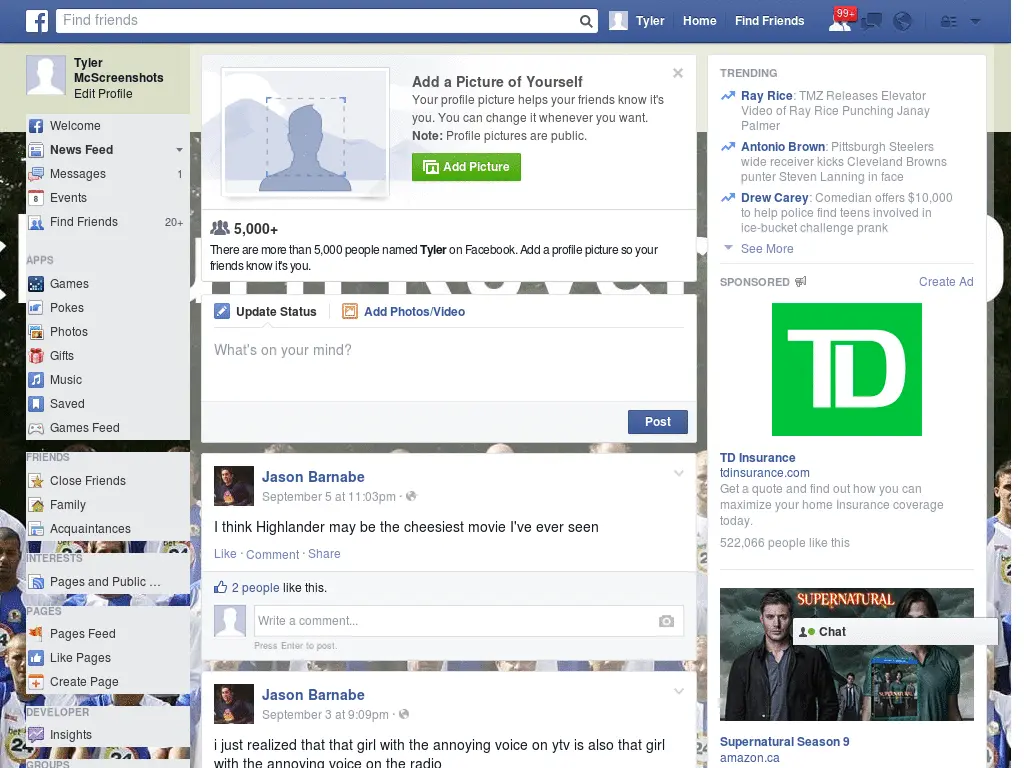 Find friends
Tyler
Home
Find Friends
99+
Tyler
McScreenshots
Edit Profile
Welcome
News Feed
Messages 1
8 Events
Find Friends 20+
APPS
Games
Pokes
Photos
Gifts
Music
Saved
Games Feed
FRIENDS
Close Friends
Family
Acquaintances
INTERESTS
Pages and Public ...
PAGES
Pages Feed
Like Pages
Create Page
DEVELOPER
Insights
GROUPS
Add a Picture of Yourself
Your profile picture helps your friends know it's
you. You can change it whenever you want.
Note: Profile pictures are public.
Add Picture
5,000+
There are more than 5,000 people named Tyler on Facebook. Add a profile picture so your
friends know it's you.
Update Status
Add Photos/Video
What's on your mind?
Post
Jason Barnabe
September 5 at 11:03pm ·
I think Highlander may be the cheesiest movie I've ever seen
Like · Comment · Share
2 people like this.
Write a comment...
Press Enter to post.
Jason Barnabe
September 3 at 9:09pm ·
i just realized that that girl with the annoying voice on ytv is also that girl
with the annoying voice on the radio
TRENDING
Ray Rice: TMZ Releases Elevator
Video of Ray Rice Punching Janay
Palmer
Antonio Brown: Pittsburgh Steelers
wide receiver kicks Cleveland Browns
punter Steven Lanning in face
Drew Carey: Comedian offers $10,000
to help police find teens involved in
ice-bucket challenge prank
See More
SPONSORED
Create Ad
TD
TD Insurance
tdinsurance.com
Get a quote and find out how you can
maximize your home Insurance coverage
today.
522,066 people like this
SUPERNATURAL
Chat
Supernatural Season 9
amazon.ca